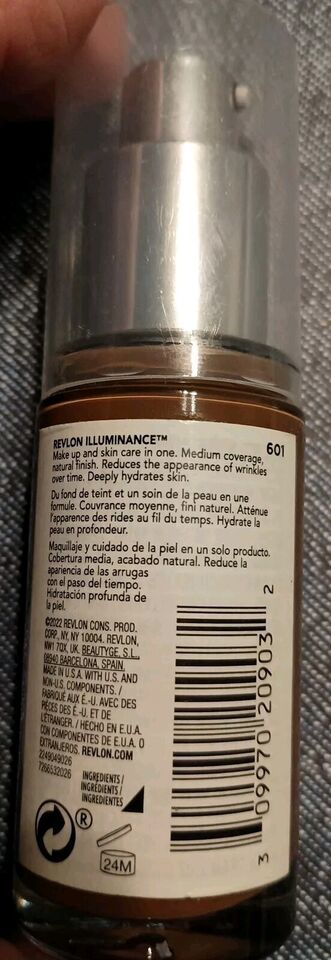 REVLON ILLUMINANCE™
601
Make up and skin care in one. Medium coverage,
natural finish. Reduces the appearance of wrinkles
over time. Deeply hydrates skin.
Du fond de teint et un soin de la peau en une
formule. Couvrance moyenne, fini naturel. Atténue
l'apparence des rides au fil du temps. Hydrate la
peau en profondeur.
Maquillaje y cuidado de la piel en un solo producto.
Cobertura media, acabado natural. Reduce la
apariencia de las arrugas
con el paso del tiempo.
Hidratación profunda de
la piel.
©2022 REVLON CONS. PROD.
CORP., NY, NY 10004. REVLON,
NW1 7QX, UK. BEAUTYGE, S.L.,
08940 BARCELONA, SPAIN.
MADE IN U.S.A. WITH U.S. AND
NON-U.S. COMPONENTS. /
FABRIQUÉ AUX É.-U. AVEC DES
PIÈCES DES É.-U. ET DE
L'ÉTRANGER. / HECHO EN E.U.A.
CON COMPONENTES DE E.U.A. O
EXTRANJEROS. REVLON.COM
2249049026
7266532026
INGREDIENTS /
INGRÉDIENTS /
INGREDIENTES
®
24M
3 09970 20903 2